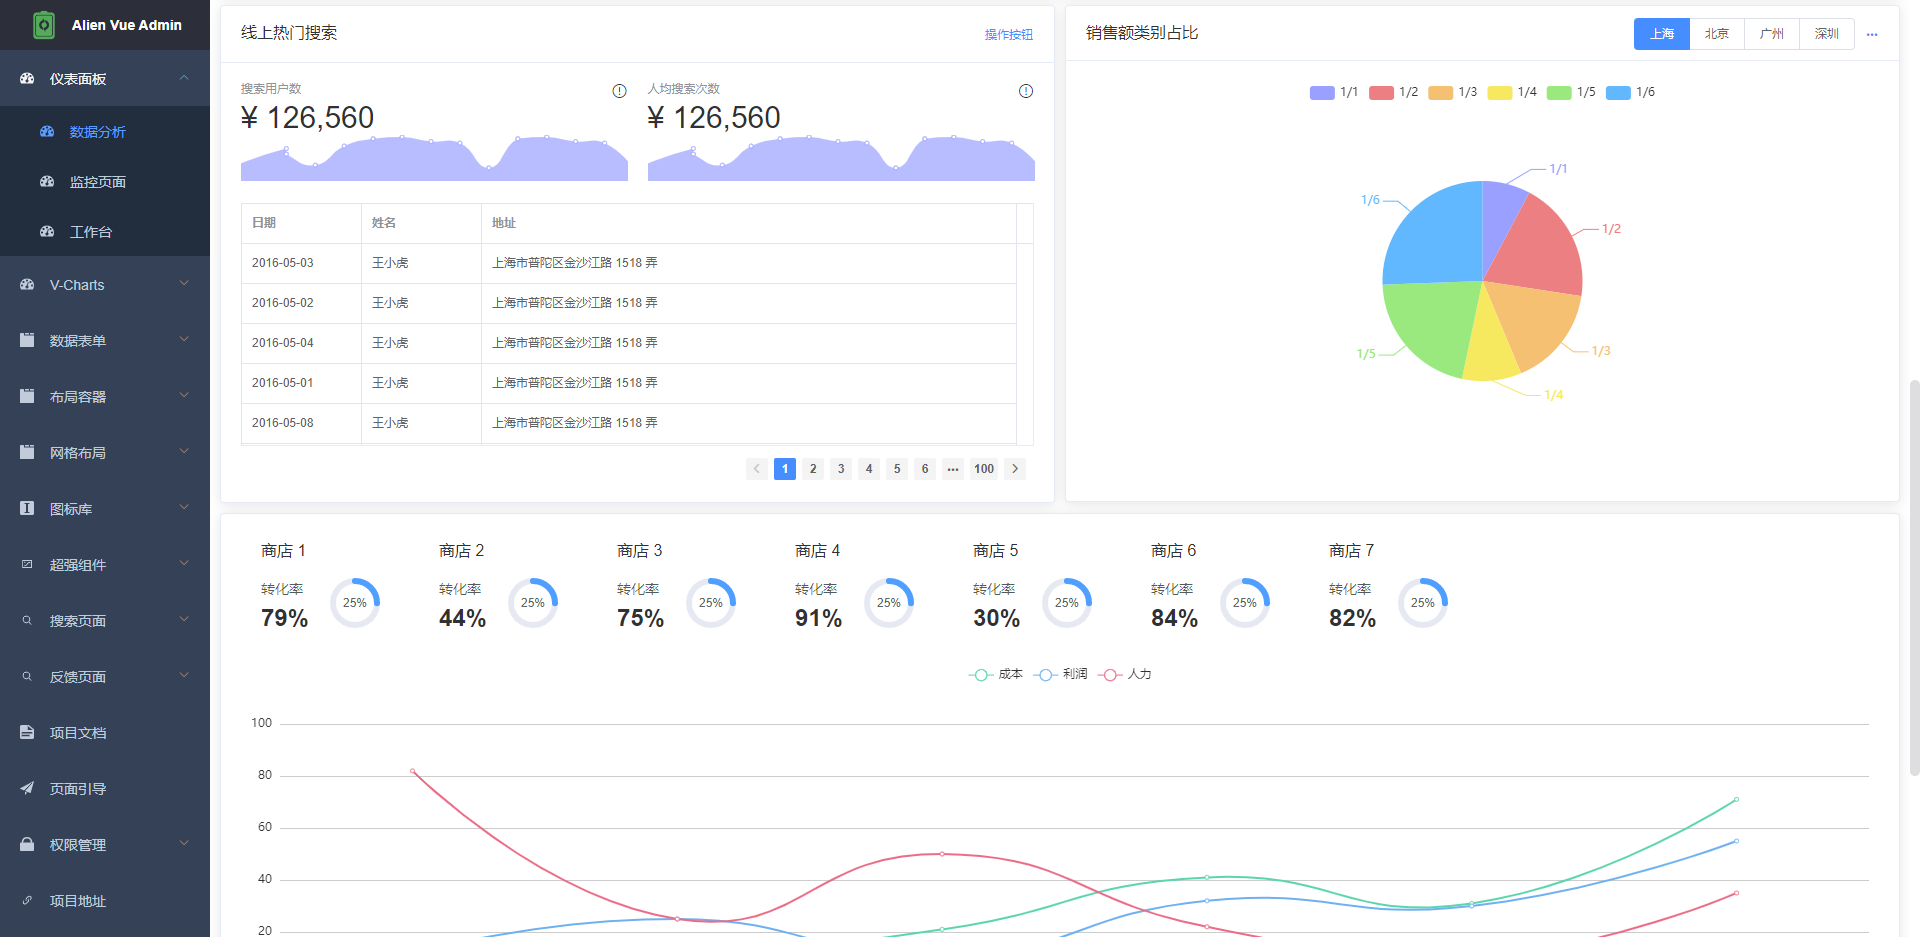 Alien Vue Admin
仪表面板
数据分析
监控页面
工作台
V-Charts
数据表单
布局容器
网格布局
图标库
超强组件
搜索页面
反馈页面
项目文档
页面引导
权限管理
项目地址
线上热门搜索
操作按钮
搜索用户数
¥ 126,560
人均搜索次数
¥ 126,560
日期 姓名 地址
2016-05-03 王小虎 上海市普陀区金沙江路 1518 弄
2016-05-02 王小虎 上海市普陀区金沙江路 1518 弄
2016-05-04 王小虎 上海市普陀区金沙江路 1518 弄
2016-05-01 王小虎 上海市普陀区金沙江路 1518 弄
2016-05-08 王小虎 上海市普陀区金沙江路 1518 弄
1 2 3 4 5 6 ... 100
销售额类别占比
上海 北京 广州 深圳 ...
1/1 1/2 1/3 1/4 1/5 1/6
1/1
1/6
1/2
1/3
1/5
1/4
商店 1 商店 2 商店 3 商店 4 商店 5 商店 6 商店 7
转化率 转化率 转化率 转化率 转化率 转化率 转化率
25% 25% 25% 25% 25% 25% 25%
79% 44% 75% 91% 30% 84% 82%
成本 利润 人力
100
80
60
40
20